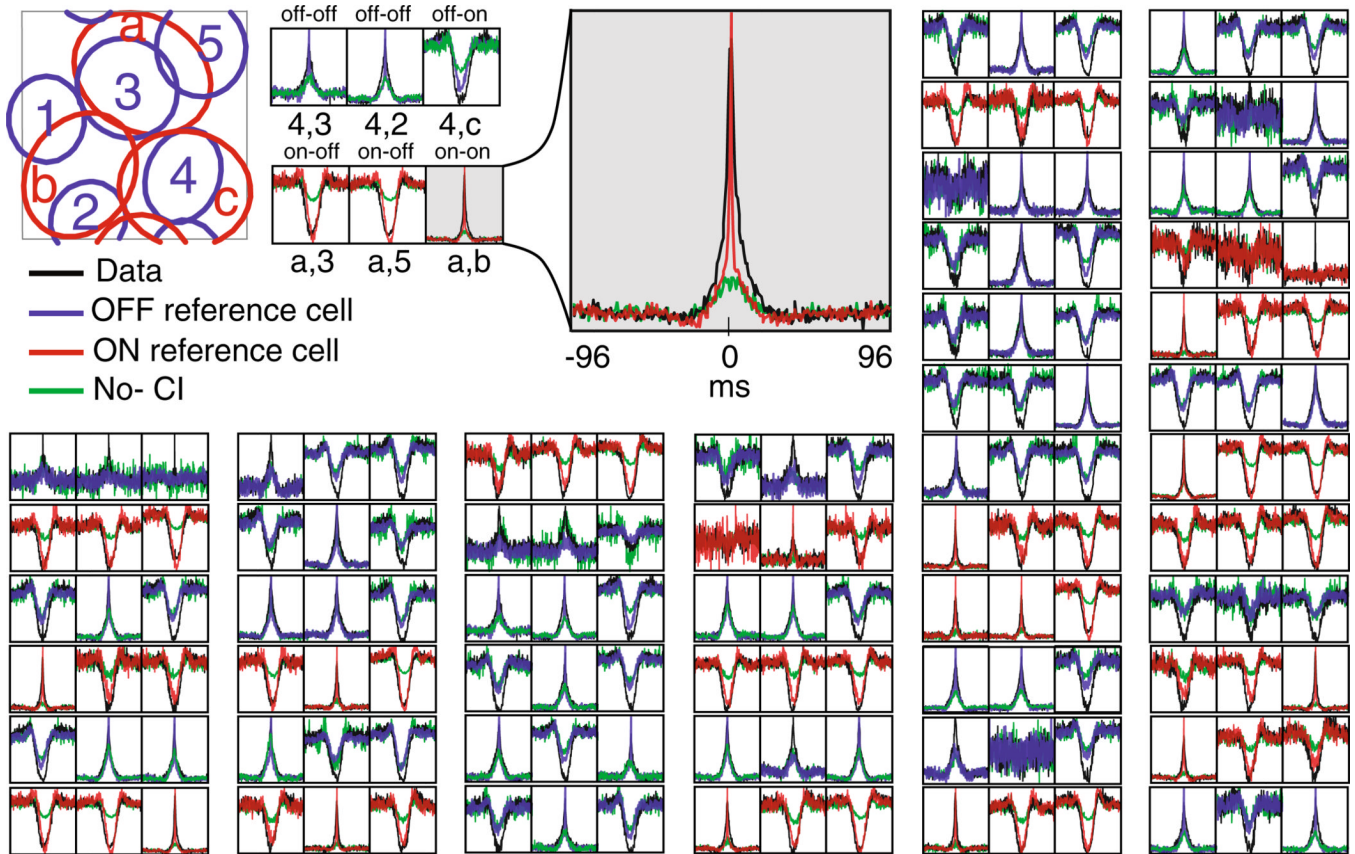 a
5
3
1
b
4
c
2
off-off off-off off-on
4,3 4,2 4,c
on-off on-off on-on
a,3 a,5 a,b
Data
OFF reference cell
ON reference cell
No- CI
-96 0 96
ms